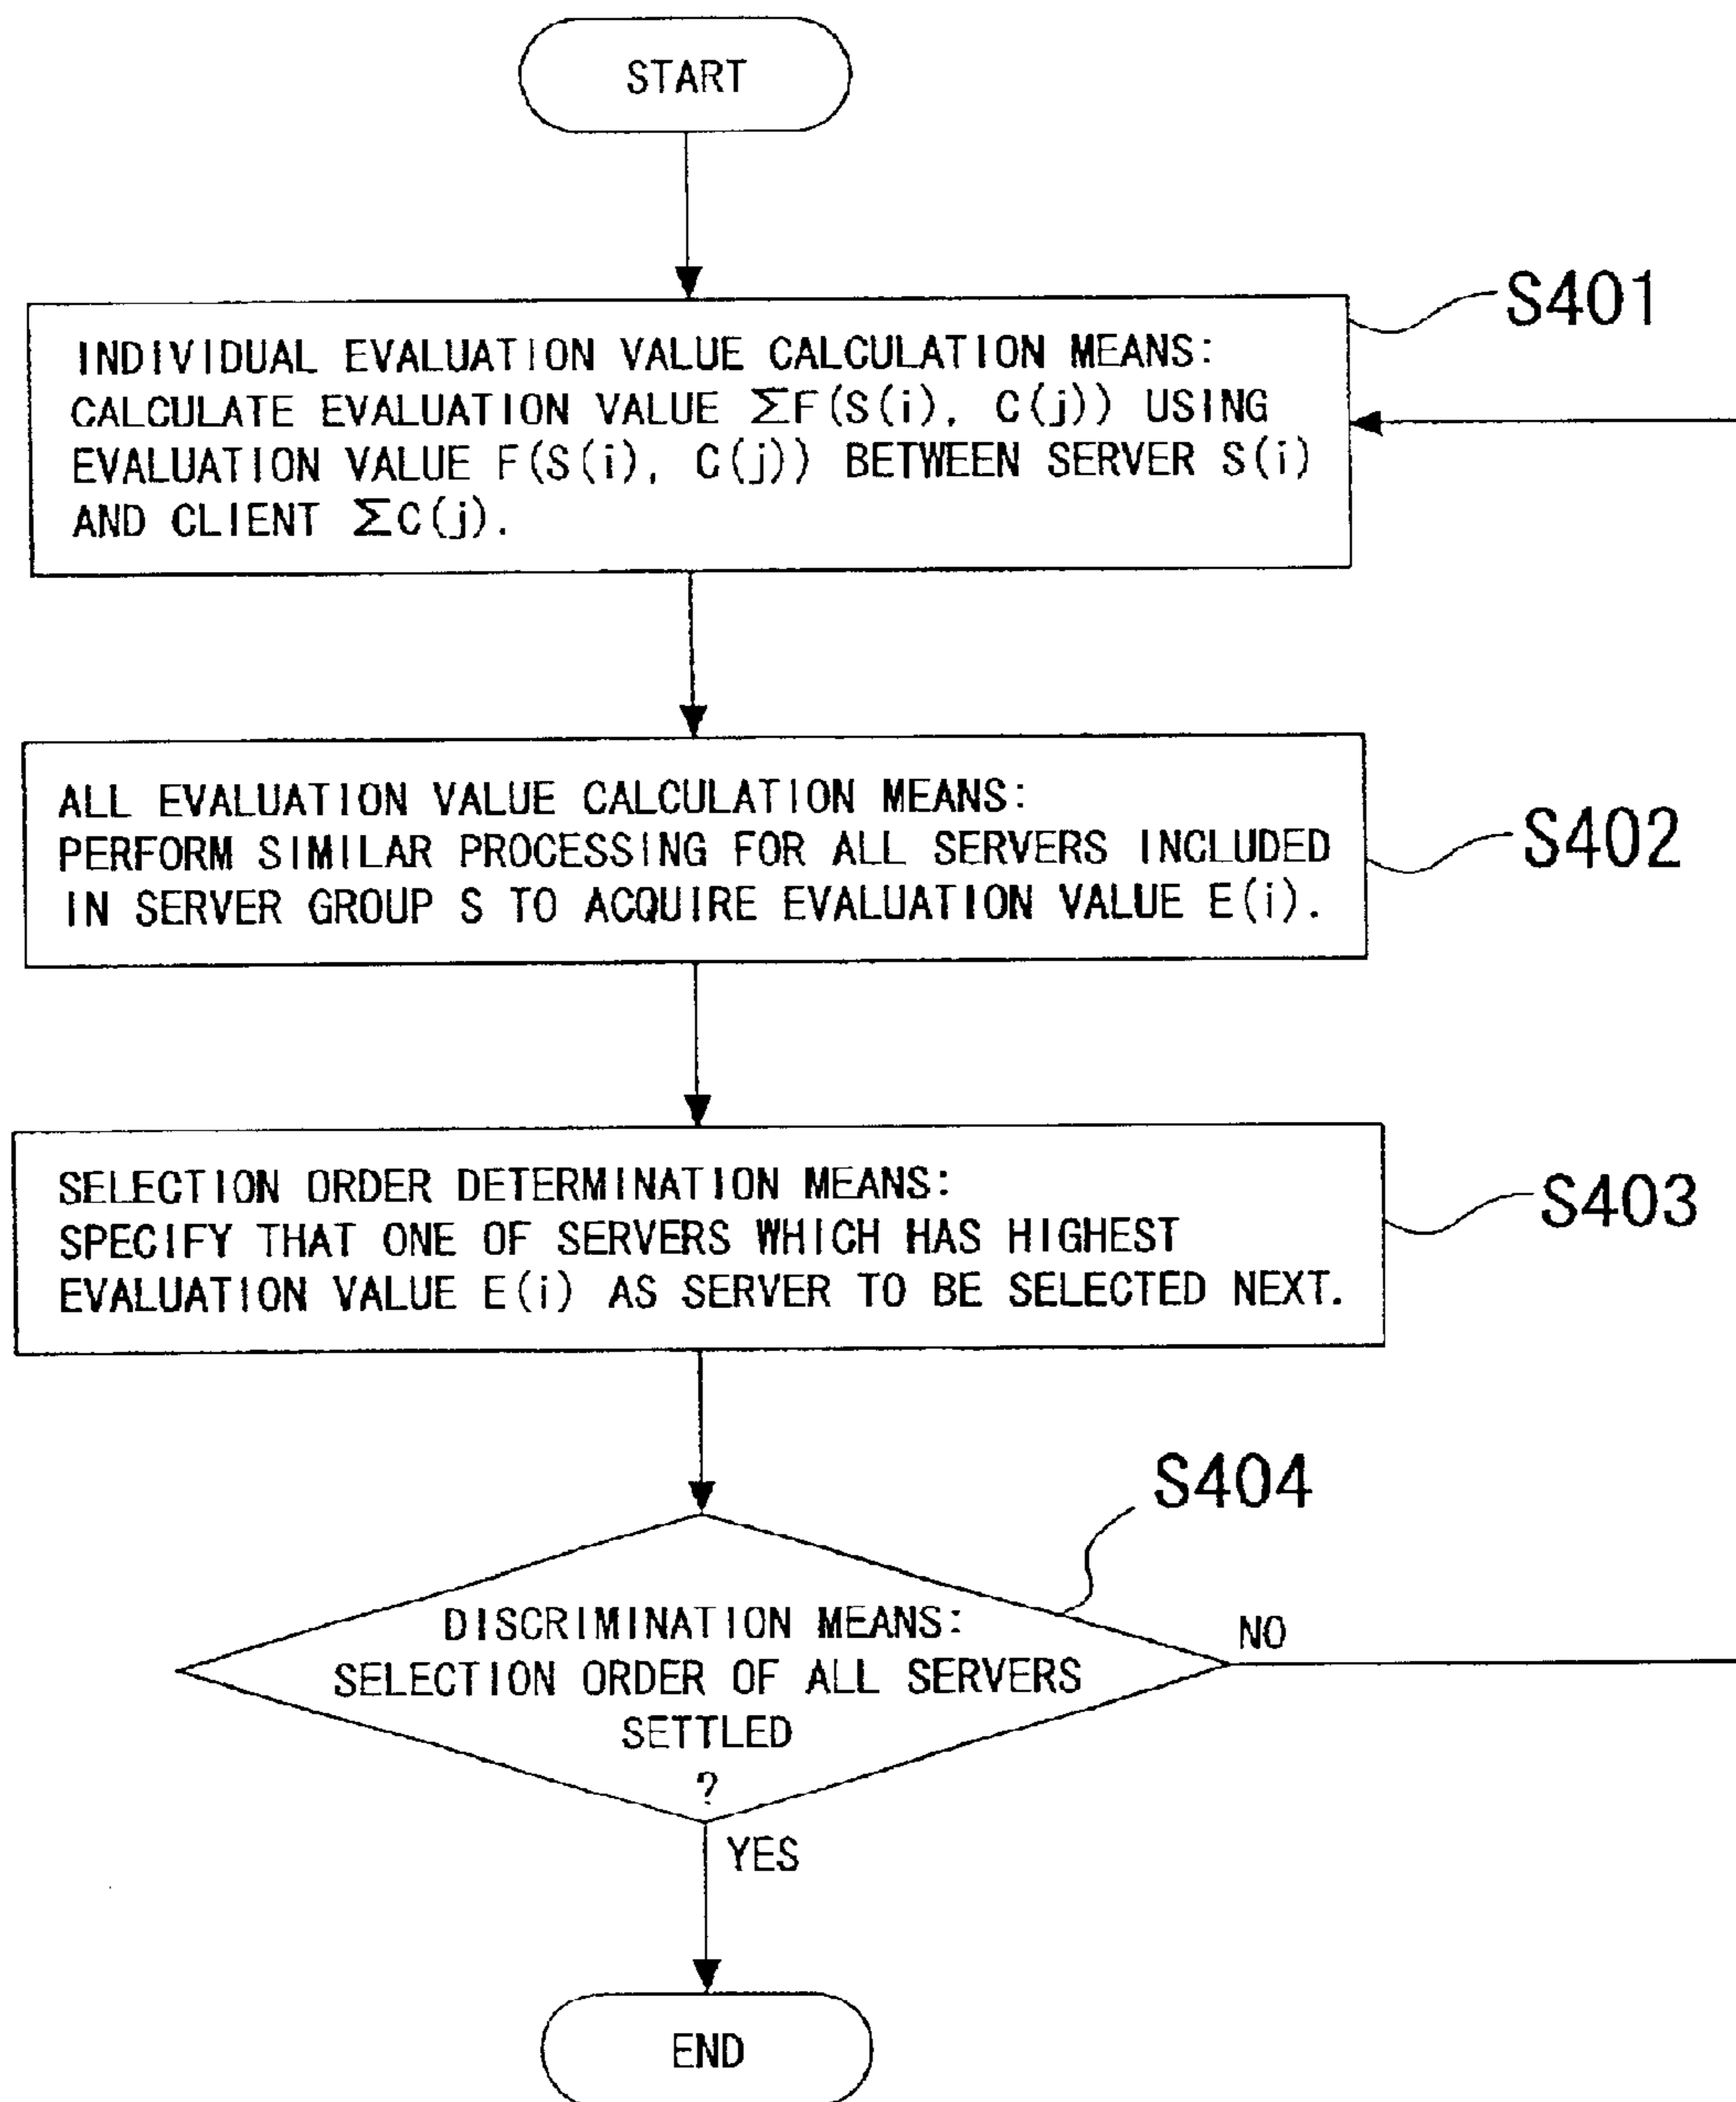 START
S401
INDIVIDUAL EVALUATION VALUE CALCULATION MEANS:
CALCULATE EVALUATION VALUE ΣF(S(i), C(j)) USING
EVALUATION VALUE F(S(i), C(j)) BETWEEN SERVER S(i)
AND CLIENT ΣC(j).
S402
ALL EVALUATION VALUE CALCULATION MEANS:
PERFORM SIMILAR PROCESSING FOR ALL SERVERS INCLUDED
IN SERVER GROUP S TO ACQUIRE EVALUATION VALUE E(i).
S403
SELECTION ORDER DETERMINATION MEANS:
SPECIFY THAT ONE OF SERVERS WHICH HAS HIGHEST
EVALUATION VALUE E(i) AS SERVER TO BE SELECTED NEXT.
S404
DISCRIMINATION MEANS:
SELECTION ORDER OF ALL SERVERS
SETTLED
?
NO
YES
END